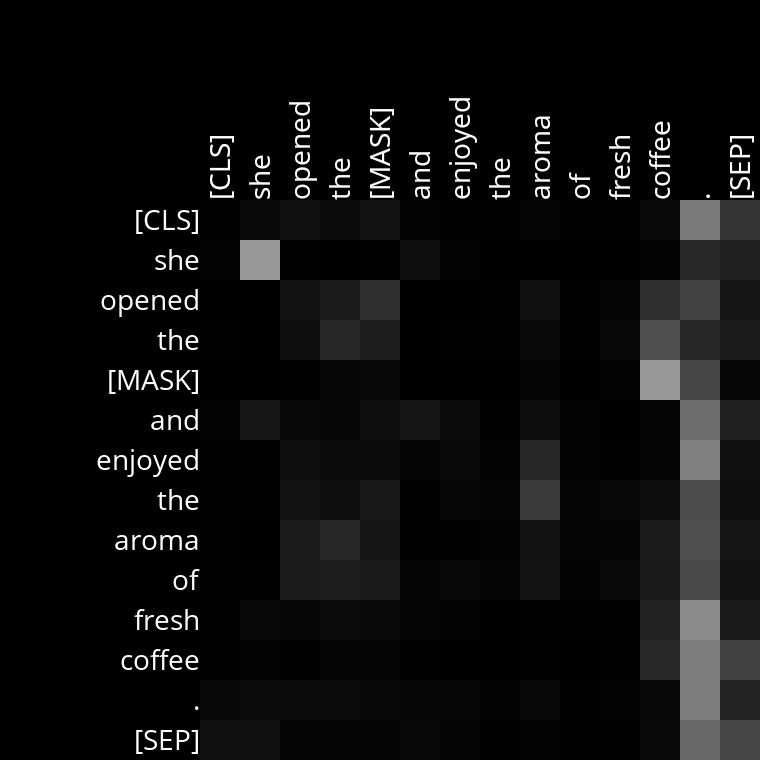 [CLS] she opened the [MASK] and enjoyed the aroma of fresh coffee . [SEP]
[CLS]
she
opened
the
[MASK]
and
enjoyed
the
aroma
of
fresh
coffee
.
[SEP]